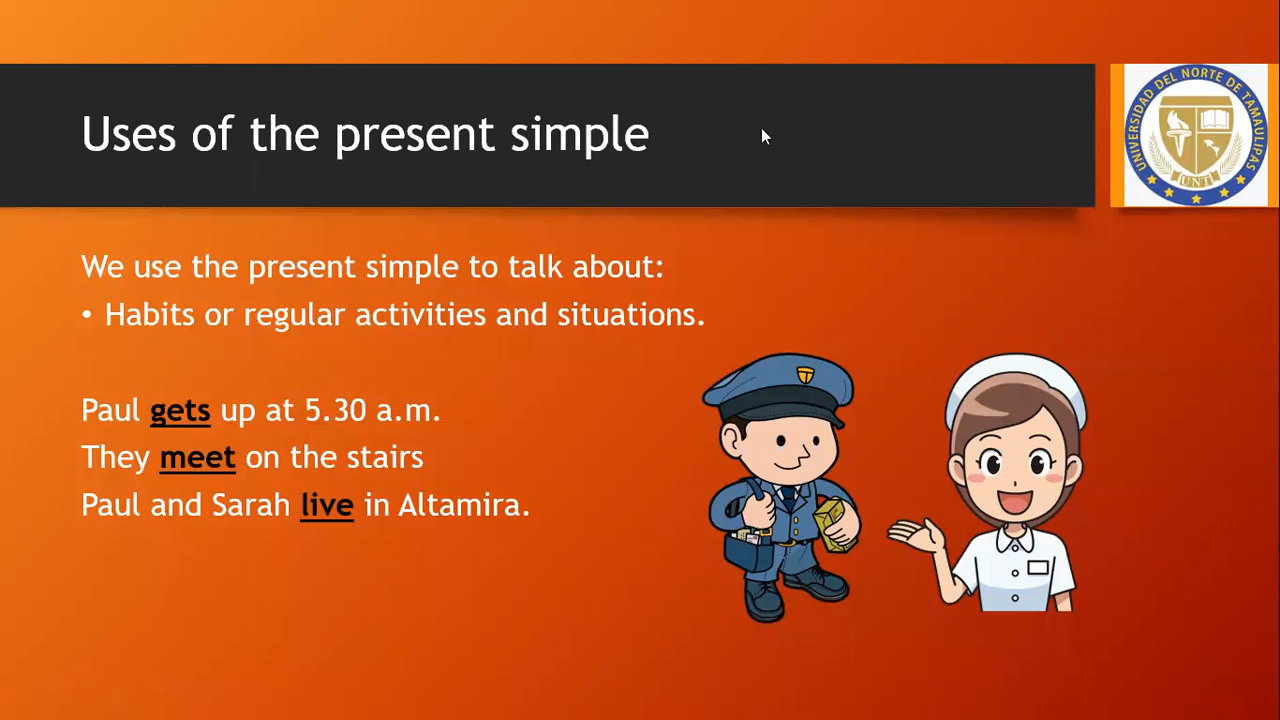 Uses of the present simple
UNIVERSIDAD DEL NORTE DE TAMAULIPAS
UNT
We use the present simple to talk about:
• Habits or regular activities and situations.
Paul gets up at 5.30 a.m.
They meet on the stairs
Paul and Sarah live in Altamira.